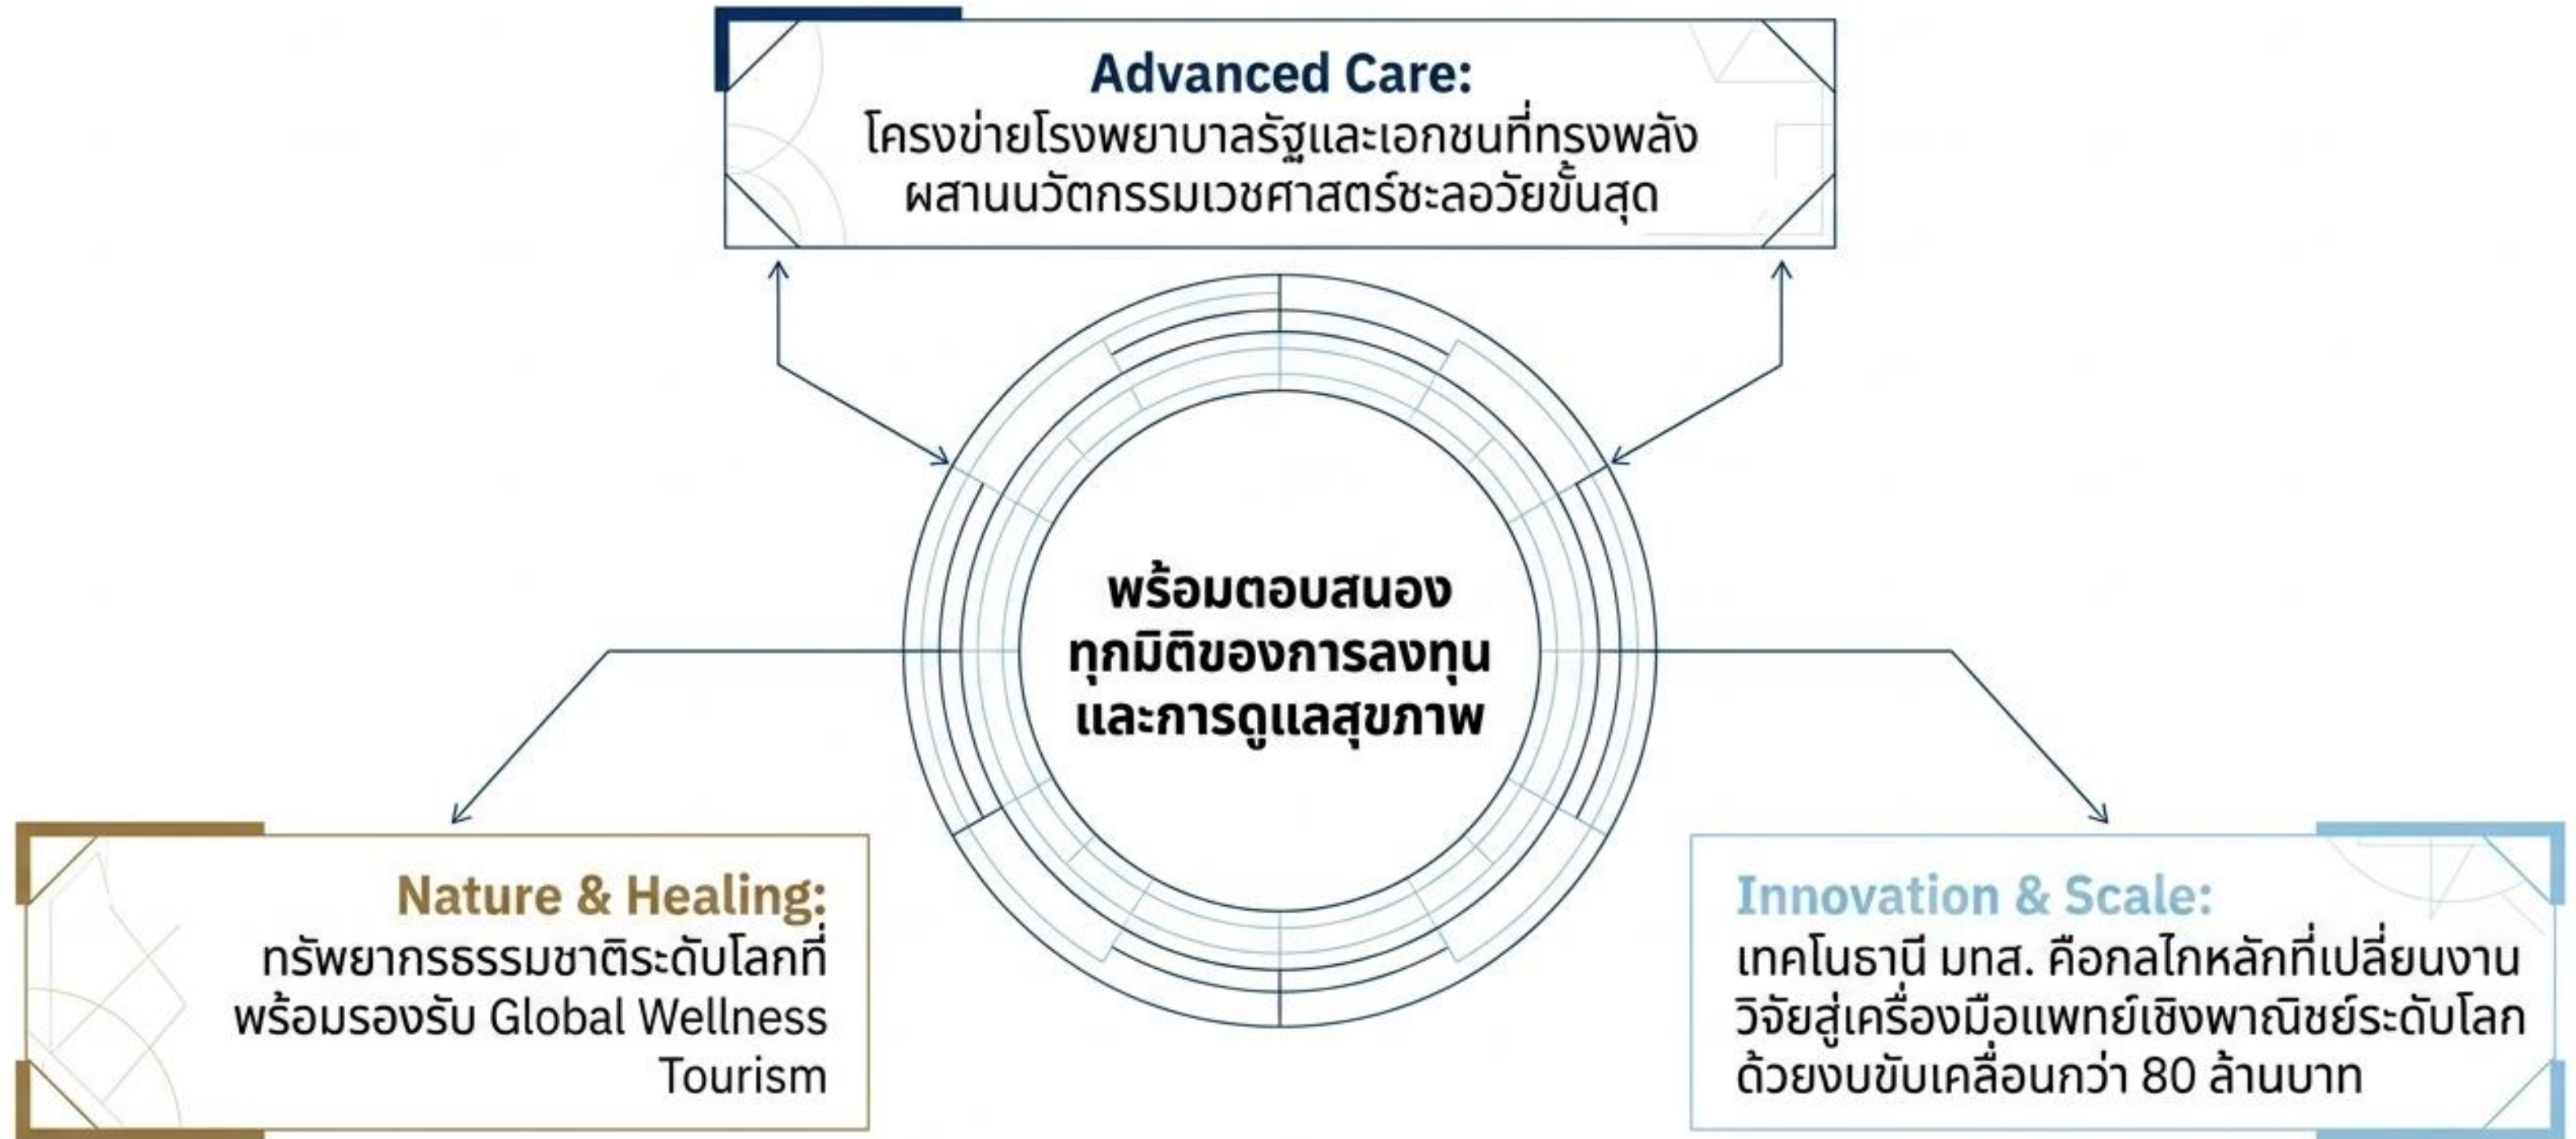 Advanced Care:
โครงข่ายโรงพยาบาลรัฐและเอกชนที่ทรงพลัง
ผสานนวัตกรรมเวชศาสตร์ชะลอวัยขั้นสุด
พร้อมตอบสนอง
ทุกมิติของการลงทุน
และการดูแลสุขภาพ
Nature & Healing:
ทรัพยากรธรรมชาติระดับโลกที่
พร้อมรองรับ Global Wellness
Tourism
Innovation & Scale:
เทคโนธานี มทส. คือกลไกหลักที่เปลี่ยนงาน
วิจัยสู่เครื่องมือแพทย์เชิงพาณิชย์ระดับโลก
ด้วยงบขับเคลื่อนกว่า 80 ล้านบาท